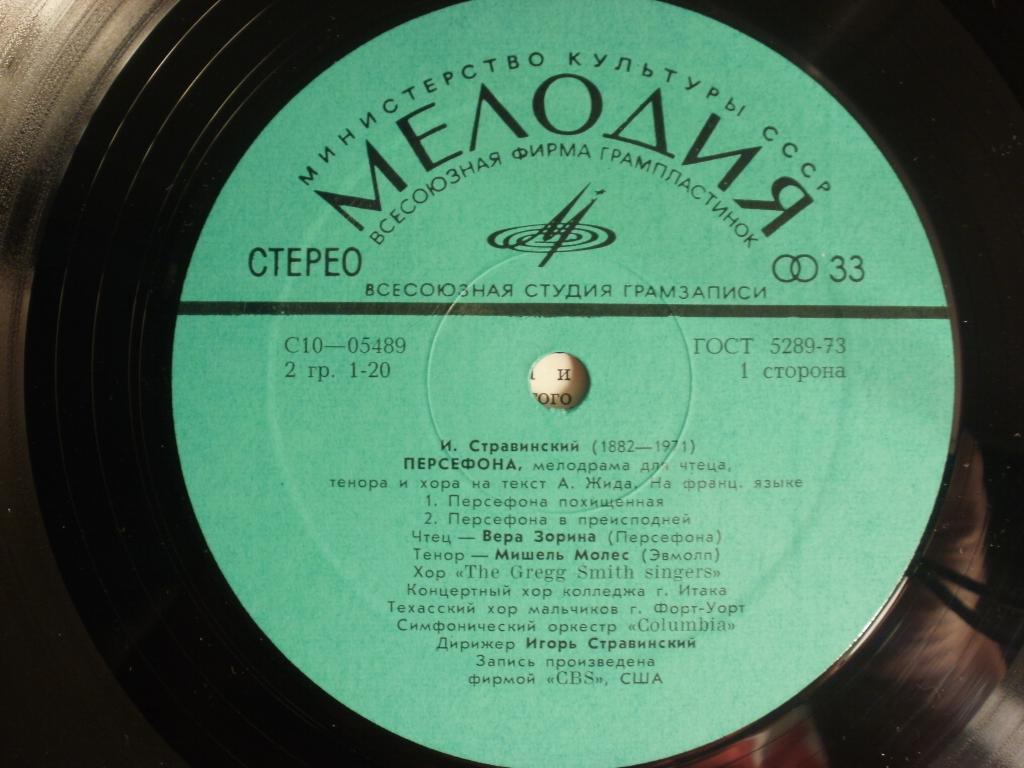 МИНИСТЕРСТВО КУЛЬТУРЫ СССР
МЕЛОДИЯ
ВСЕСОЮЗНАЯ ФИРМА ГРАМПЛАСТИНОК
СТЕРЕО 33
ВСЕСОЮЗНАЯ СТУДИЯ ГРАМЗАПИСИ
С10—05489 ГОСТ 5289-73
2 гр. 1-20 1 сторона
и
ого
И. Стравинский (1882—1971)
ПЕРСЕФОНА, мелодрама для чтеца,
тенора и хора на текст А. Жида. На франц. языке
1. Персефона похищенная
2. Персефона в преисподней
Чтец — Вера Зорина (Персефона)
Тенор — Мишель Молес (Эвмолп)
Хор «The Gregg Smith singers»
Концертный хор колледжа г. Итака
Техасский хор мальчиков г. Форт-Уорт
Симфонический оркестр «Columbia»
Дирижер Игорь Стравинский
Запись произведена
фирмой «CBS», США